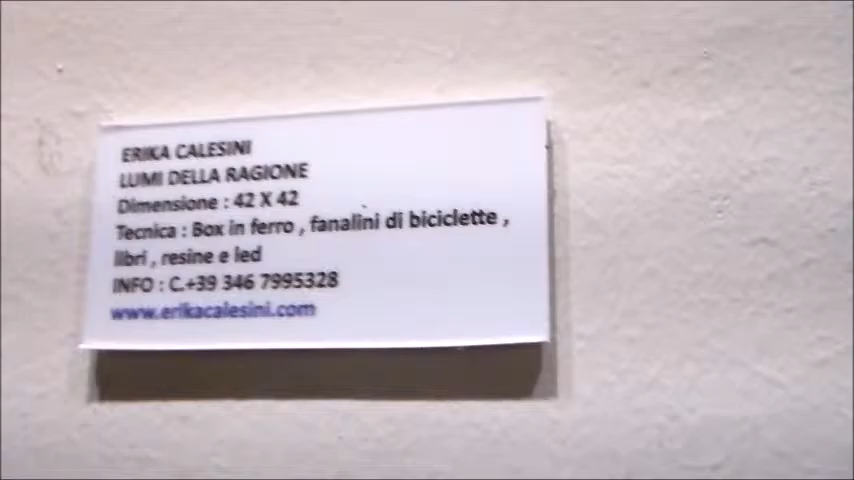 ERIKA CALESINI
LUMI DELLA RAGIONE
Dimensione : 42 X 42
Tecnica : Box in ferro , fanalini di biciclette ,
libri , resine e led
INFO : C.+39 346 7995328
www.erikacalesini.com